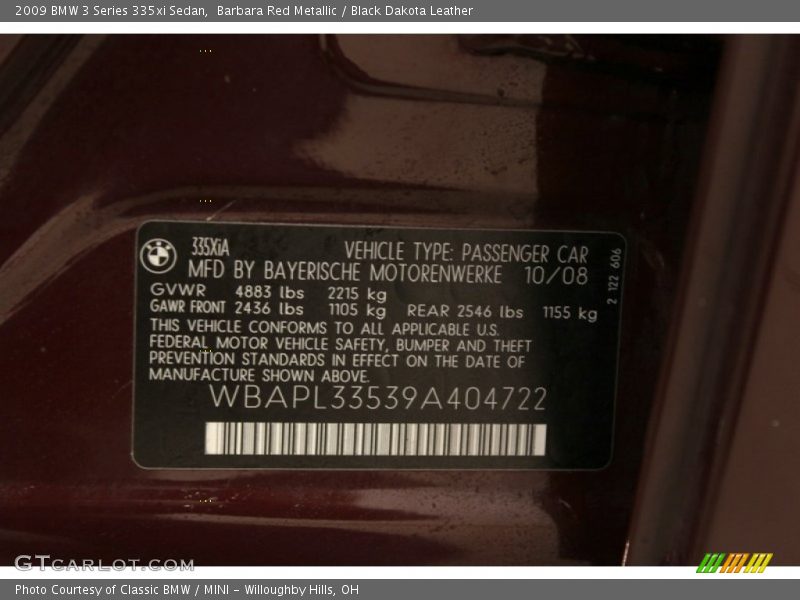 2009 BMW 3 Series 335xi Sedan, Barbara Red Metallic / Black Dakota Leather
335XiA
VEHICLE TYPE: PASSENGER CAR
MFD BY BAYERISCHE MOTORENWERKE 10/08
GVWR 4883 lbs 2215 kg
GAWR FRONT 2436 lbs 1105 kg REAR 2546 lbs 1155 kg
THIS VEHICLE CONFORMS TO ALL APPLICABLE U.S.
FEDERAL MOTOR VEHICLE SAFETY, BUMPER AND THEFT
PREVENTION STANDARDS IN EFFECT ON THE DATE OF
MANUFACTURE SHOWN ABOVE.
WBAPL33539A404722
2 122 606
GTCARLOT.COM
Photo Courtesy of Classic BMW / MINI - Willoughby Hills, OH